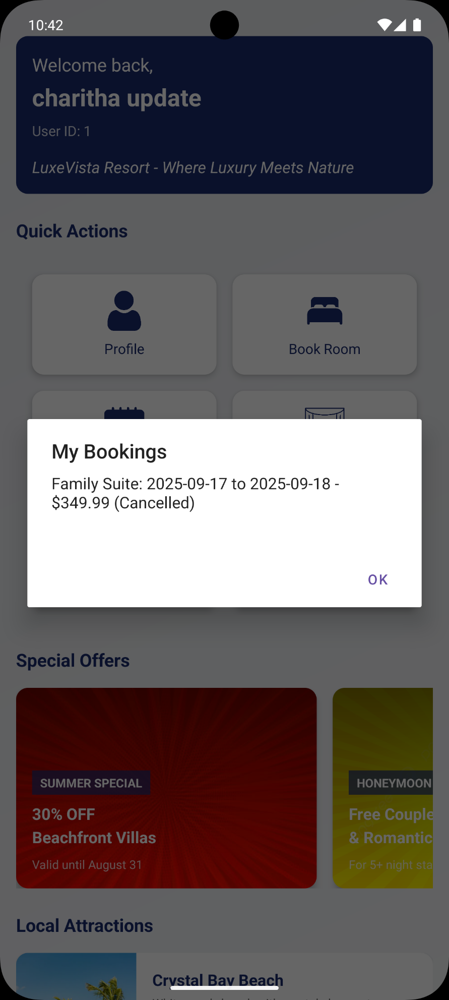 10:42
Welcome back,
charitha update
User ID: 1
LuxeVista Resort - Where Luxury Meets Nature
Quick Actions
Profile
Book Room
My Bookings
Family Suite: 2025-09-17 to 2025-09-18 -
$349.99 (Cancelled)
OK
Special Offers
SUMMER SPECIAL
30% OFF
Beachfront Villas
Valid until August 31
HONEYMOON
Free Couple
& Romantic
For 5+ night sta
Local Attractions
Crystal Bay Beach